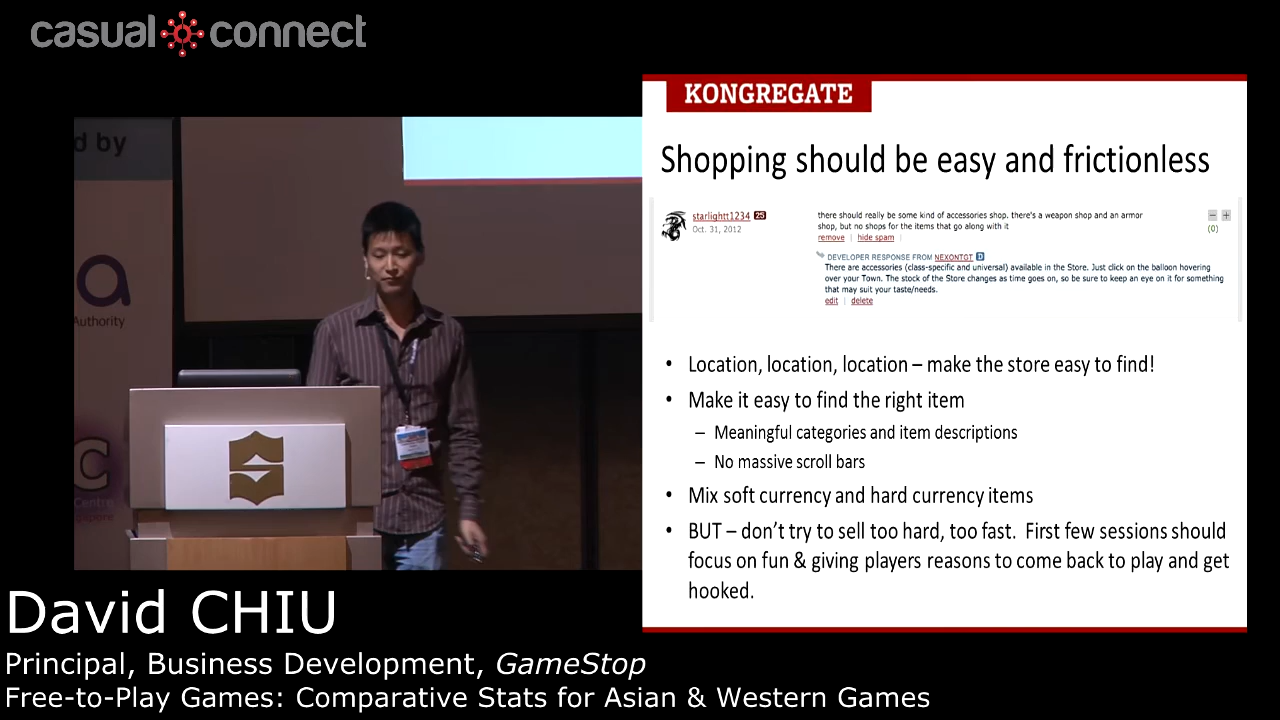 casual connect
d by
a
Authority
C
Centre
KONGREGATE
Shopping should be easy and frictionless
starlightt1234 25
Oct. 31, 2012
there should really be some kind of accessories shop. there's a weapon shop and an armor
shop, but no shops for the items that go along with it
remove | hide spam |
(0)
DEVELOPER RESPONSE FROM NEXONTGT D
There are accessories (class-specific and universal) available in the Store. Just click on the balloon hovering
over your Town. The stock of the Store changes as time goes on, so be sure to keep an eye on it for something
that may suit your taste/needs.
edit | delete
• Location, location, location – make the store easy to find!
• Make it easy to find the right item
– Meaningful categories and item descriptions
– No massive scroll bars
• Mix soft currency and hard currency items
• BUT – don't try to sell too hard, too fast. First few sessions should
focus on fun & giving players reasons to come back to play and get
hooked.
David CHIU
Principal, Business Development, GameStop
Free-to-Play Games: Comparative Stats for Asian & Western Games